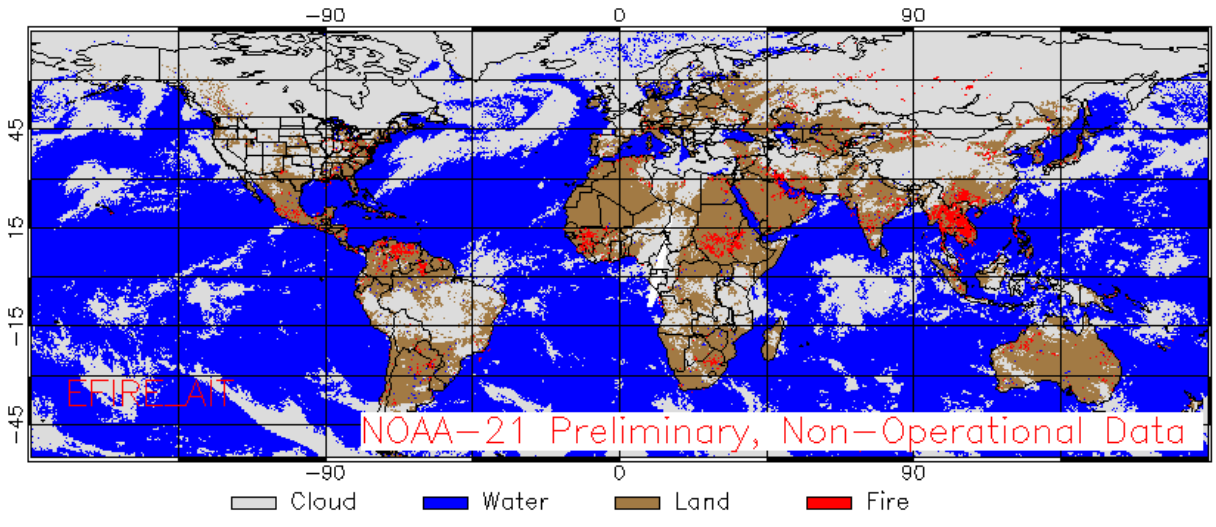 -90 0 90
45
15
-15
-45
EFIRE_AIT
NOAA-21 Preliminary, Non-Operational Data
-90 0 90
Cloud Water Land Fire